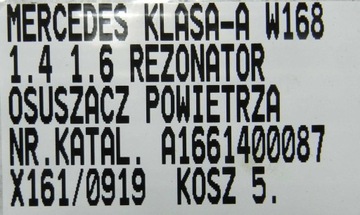 MERCEDES KLASA-A W168
1.4 1.6 REZONATOR
OSUSZACZ POWIETRZA
NR.KATAL. A1661400087
X161/0919 KOSZ 5.